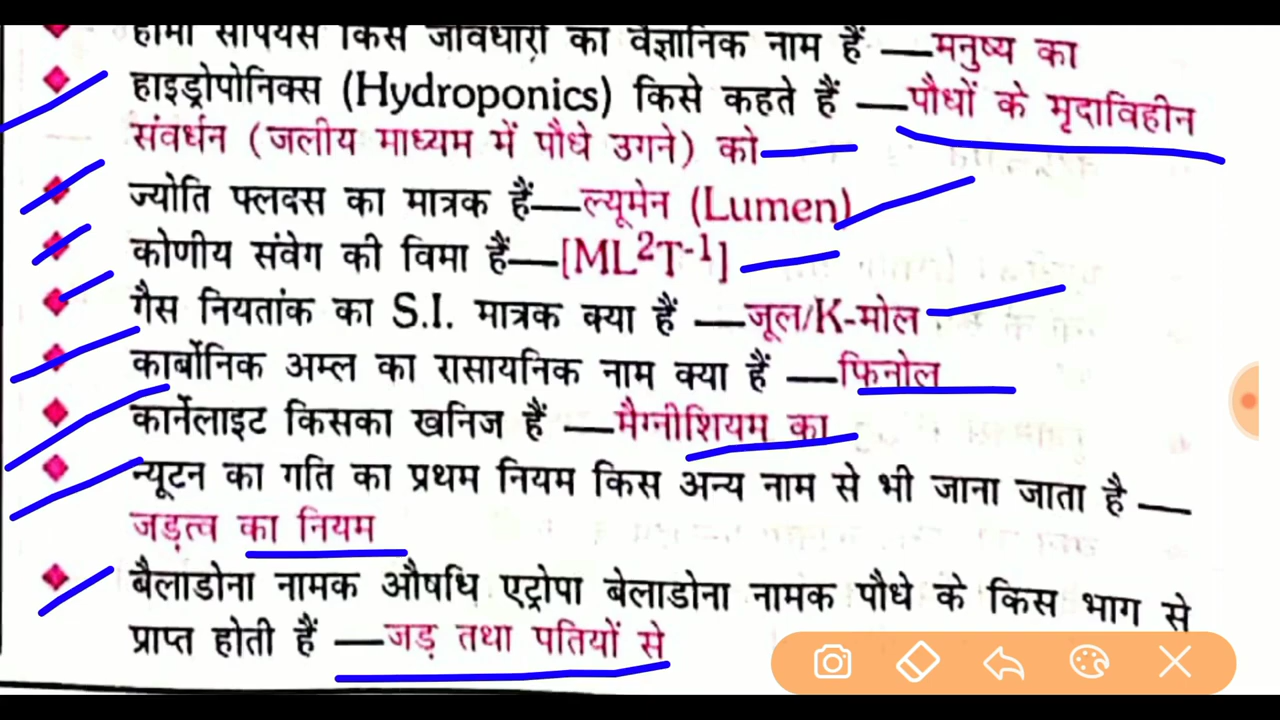 होमो सेपियंस किस जीवधारी का वैज्ञानिक नाम हैं —मनुष्य का
हाइड्रोपोनिक्स (Hydroponics) किसे कहते हैं —पौधों के मृदाविहीन
संवर्धन (जलीय माध्यम में पौधे उगने) को
ज्योति फ्लदस का मात्रक हैं—ल्यूमेन (Lumen)
कोणीय संवेग की विमा हैं—[ML²T⁻¹]
गैस नियतांक का S.I. मात्रक क्या हैं —जूल/K-मोल
कार्बोनिक अम्ल का रासायनिक नाम क्या हैं —फिनोल
कार्नेलाइट किसका खनिज हैं —मैग्नीशियम का
न्यूटन का गति का प्रथम नियम किस अन्य नाम से भी जाना जाता है —
जड़त्व का नियम
बैलाडोना नामक औषधि एट्रोपा बेलाडोना नामक पौधे के किस भाग से
प्राप्त होती हैं —जड़ तथा पतियों से